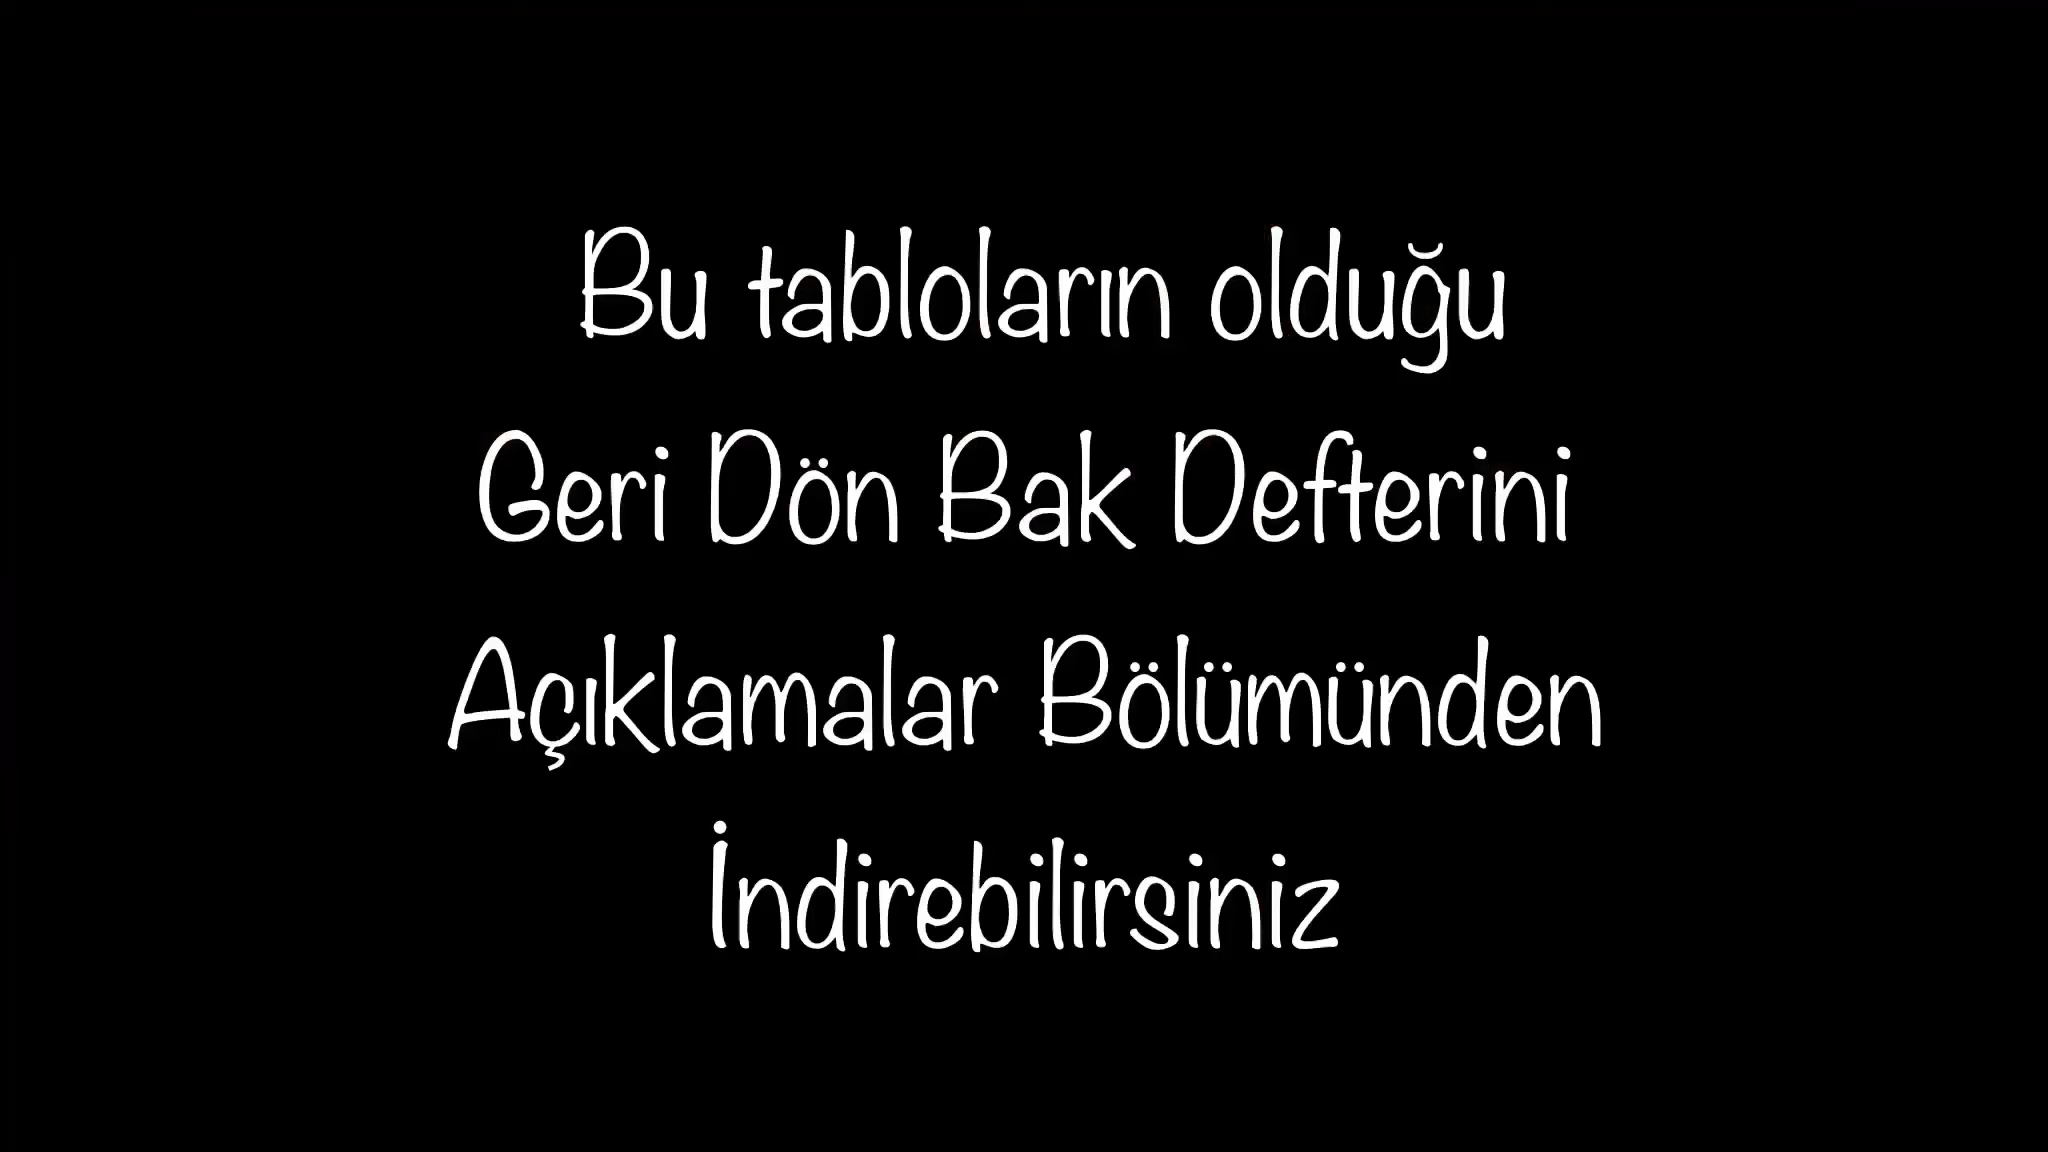 Bu tabloların olduğu
Geri Dön Bak Defterini
Açıklamalar Bölümünden
İndirebilirsiniz